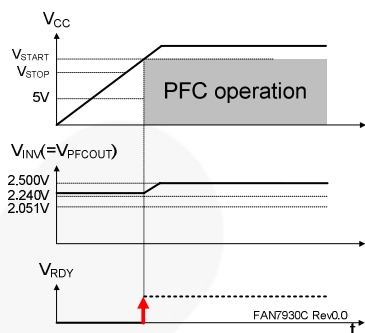 VCC
VSTART
VSTOP
5V
PFC operation
VINV(=VPFCOUT)
2.500V
2.240V
2.051V
VRDY
FAN7930C Rev0.0
t